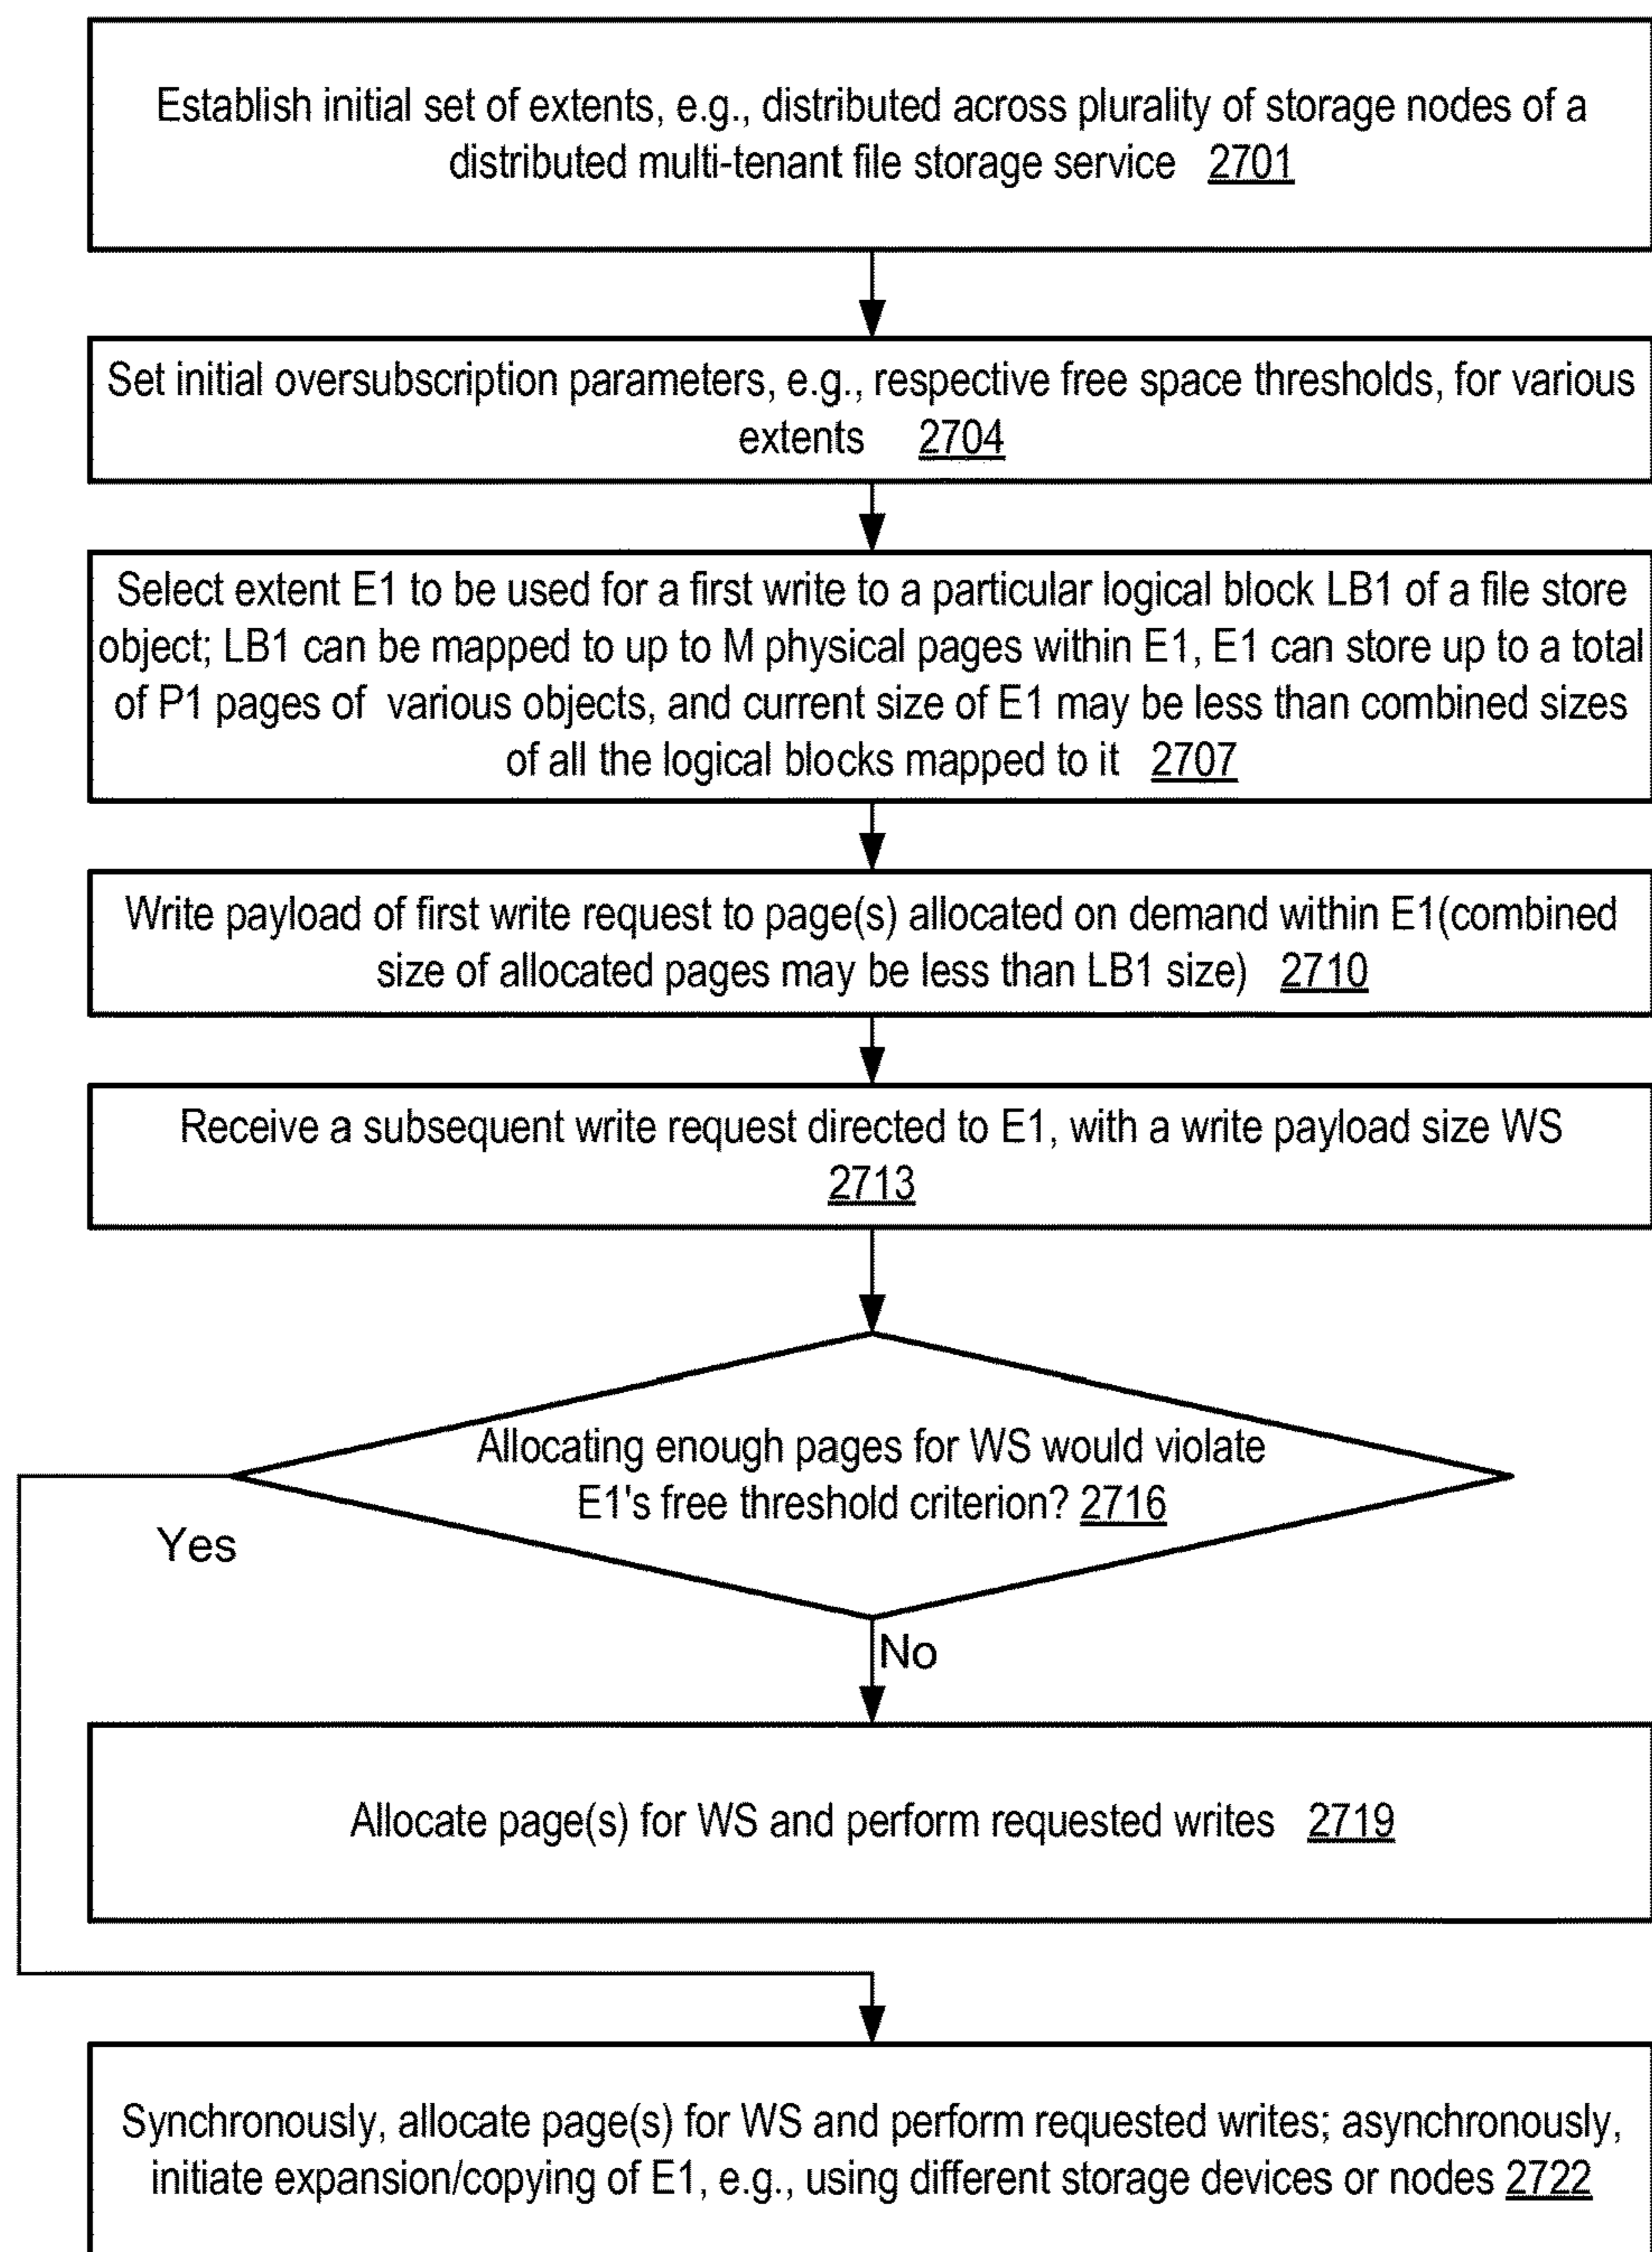 Establish initial set of extents, e.g., distributed across plurality of storage nodes of a
distributed multi-tenant file storage service 2701
Set initial oversubscription parameters, e.g., respective free space thresholds, for various
extents 2704
Select extent E1 to be used for a first write to a particular logical block LB1 of a file store
object; LB1 can be mapped to up to M physical pages within E1, E1 can store up to a total
of P1 pages of various objects, and current size of E1 may be less than combined sizes
of all the logical blocks mapped to it 2707
Write payload of first write request to page(s) allocated on demand within E1(combined
size of allocated pages may be less than LB1 size) 2710
Receive a subsequent write request directed to E1, with a write payload size WS
2713
Allocating enough pages for WS would violate
E1's free threshold criterion? 2716
Yes
No
Allocate page(s) for WS and perform requested writes 2719
Synchronously, allocate page(s) for WS and perform requested writes; asynchronously,
initiate expansion/copying of E1, e.g., using different storage devices or nodes 2722